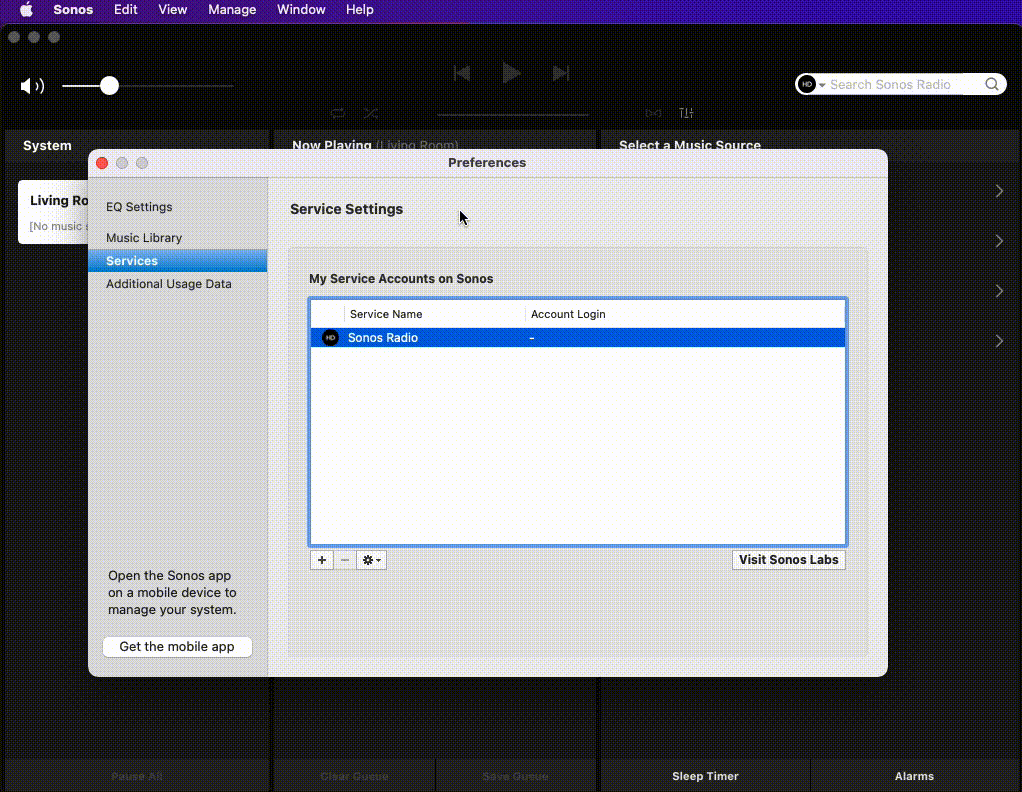 Sonos Edit View Manage Window Help
HD Search Sonos Radio
System
Now Playing (Living Room)
Select a Music Source
Preferences
Living Ro
[No music s
EQ Settings
Music Library
Services
Additional Usage Data
Service Settings
My Service Accounts on Sonos
Service Name Account Login
HD Sonos Radio -
+ −
Visit Sonos Labs
Open the Sonos app
on a mobile device to
manage your system.
Get the mobile app
Pause All Clear Queue Save Queue Sleep Timer Alarms